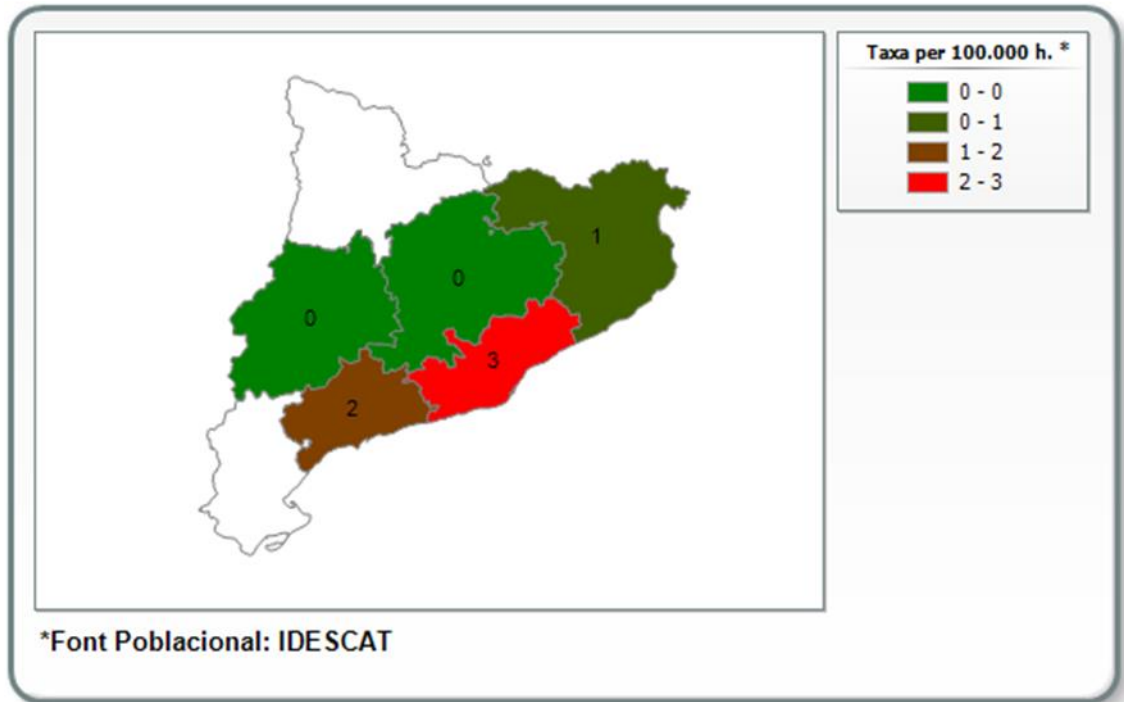 Taxa per 100.000 h. *
0 - 0
0 - 1
1 - 2
2 - 3
1
0
0
3
2
*Font Poblacional: IDESCAT